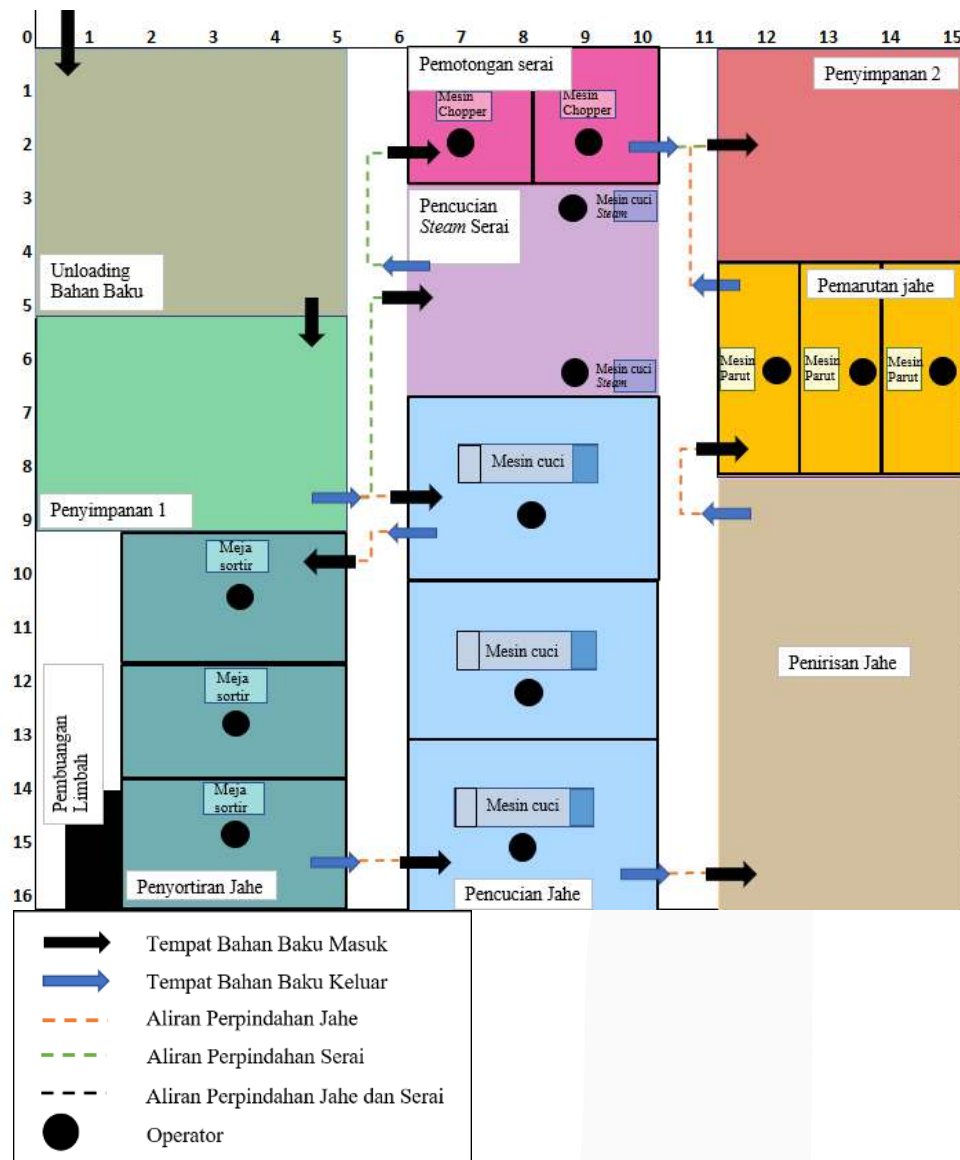 0 1 2 3 4 5 6 7 8 9 10 11 12 13 14 15
1
2
3
4
5
6
7
8
9
10
11
12
13
14
15
16
Unloading
Bahan Baku
Penyimpanan 1
Meja
sortir
Meja
sortir
Meja
sortir
Pembuangan
Limbah
Penyortiran Jahe
Pemotongan serai
Mesin
Chopper
Mesin
Chopper
Pencucian
Steam Serai
Mesin cuci
Steam
Mesin cuci
Steam
Mesin cuci
Mesin cuci
Mesin cuci
Pencucian Jahe
Penyimpanan 2
Pemarutan jahe
Mesin
Parut
Mesin
Parut
Mesin
Parut
Penirisan Jahe
Tempat Bahan Baku Masuk
Tempat Bahan Baku Keluar
Aliran Perpindahan Jahe
Aliran Perpindahan Serai
Aliran Perpindahan Jahe dan Serai
Operator